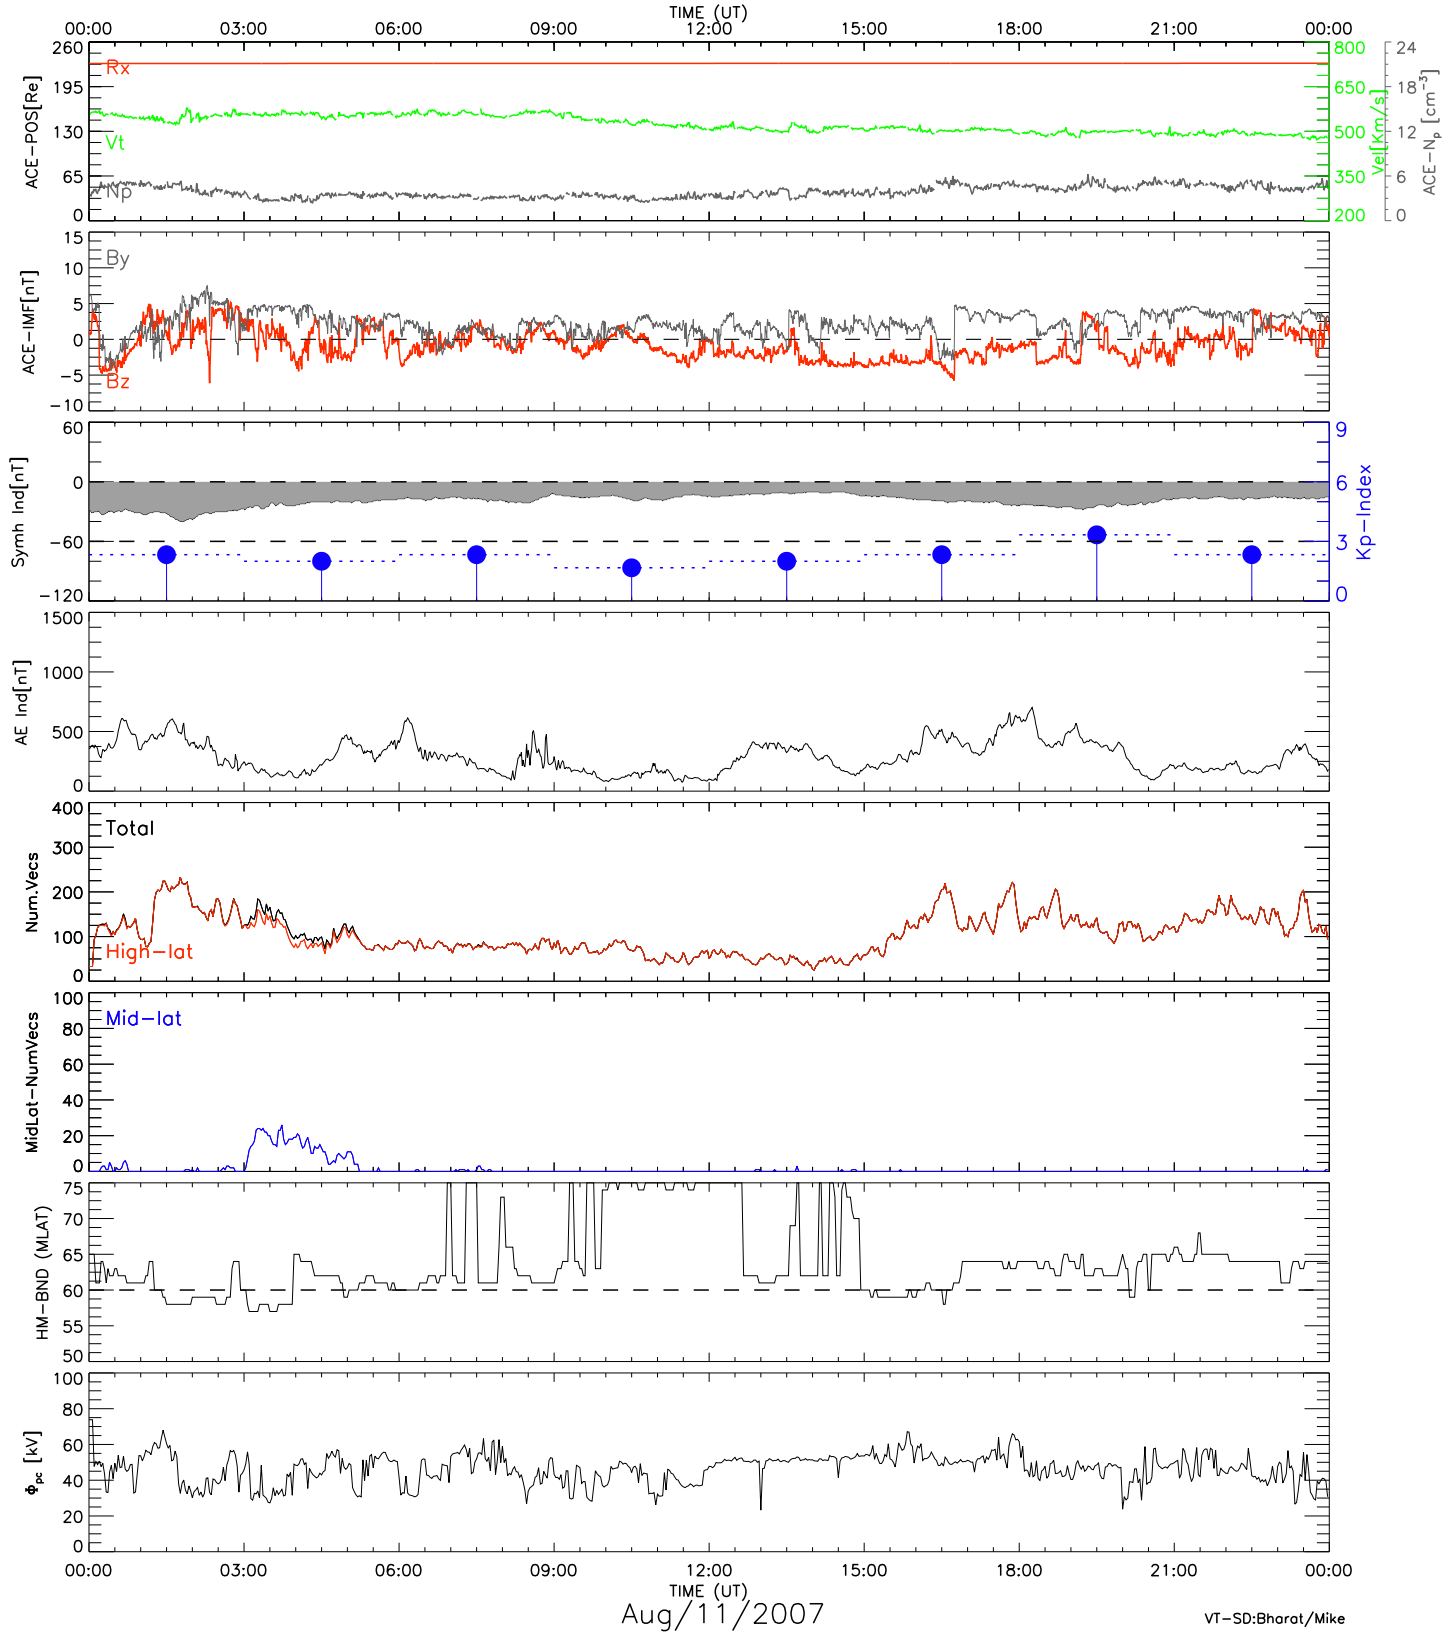 TIME (UT)
00:00 03:00 06:00 09:00 12:00 15:00 18:00 21:00 00:00
ACE-POS[Re]
260
195
130
65
0
Rx
Vt
Np
800
650
500
350
200
Vel[Km/s]
24
18
12
6
0
ACE-Np [cm-3]
ACE-IMF[nT]
15
10
5
0
-5
-10
By
Bz
Symh Ind[nT]
60
0
-60
-120
9
6
3
0
Kp-Index
AE Ind[nT]
1500
1000
500
0
Num.Vecs
400
300
200
100
0
Total
High-lat
MidLat-NumVecs
100
80
60
40
20
0
Mid-lat
HM-BND (MLAT)
75
70
65
60
55
50
Φpc [kV]
100
80
60
40
20
0
00:00 03:00 06:00 09:00 12:00 15:00 18:00 21:00 00:00
TIME (UT)
Aug/11/2007
VT-SD:Bharat/Mike